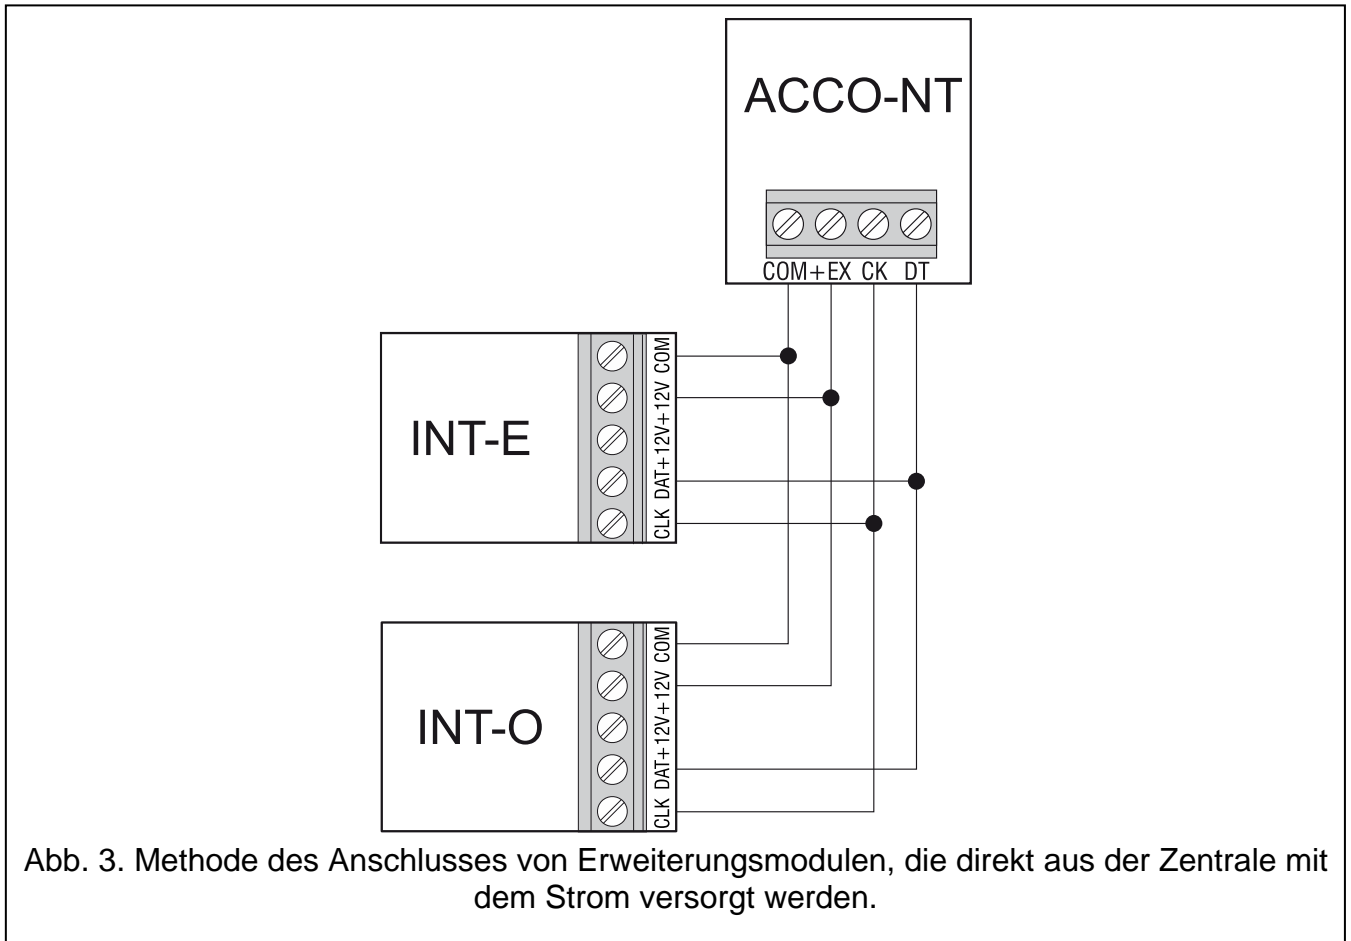 ACCO-NT
COM +EX CK DT
INT-E
COM
+12V
+12V
DAT
CLK
INT-O
COM
+12V
+12V
DAT
CLK
Abb. 3. Methode des Anschlusses von Erweiterungsmodulen, die direkt aus der Zentrale mit
dem Strom versorgt werden.